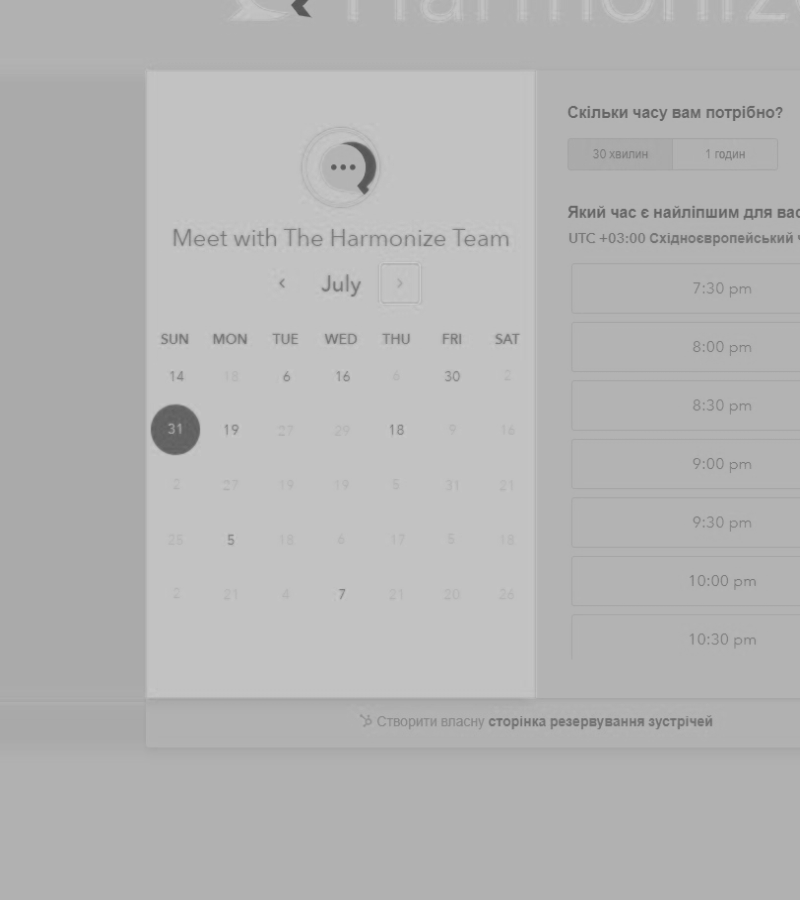 Harmonize
Meet with The Harmonize Team
‹ July ›
SUN MON TUE WED THU FRI SAT
14 18 6 16 6 30 2
31 19 27 29 18 9 16
2 27 19 19 5 31 21
25 5 18 6 17 5 18
2 21 4 7 21 20 26
Скільки часу вам потрібно?
30 хвилин 1 годин
Який час є найліпшим для вас
UTC +03:00 Східноєвропейський ч
7:30 pm
8:00 pm
8:30 pm
9:00 pm
9:30 pm
10:00 pm
10:30 pm
Створити власну сторінка резервування зустрічей